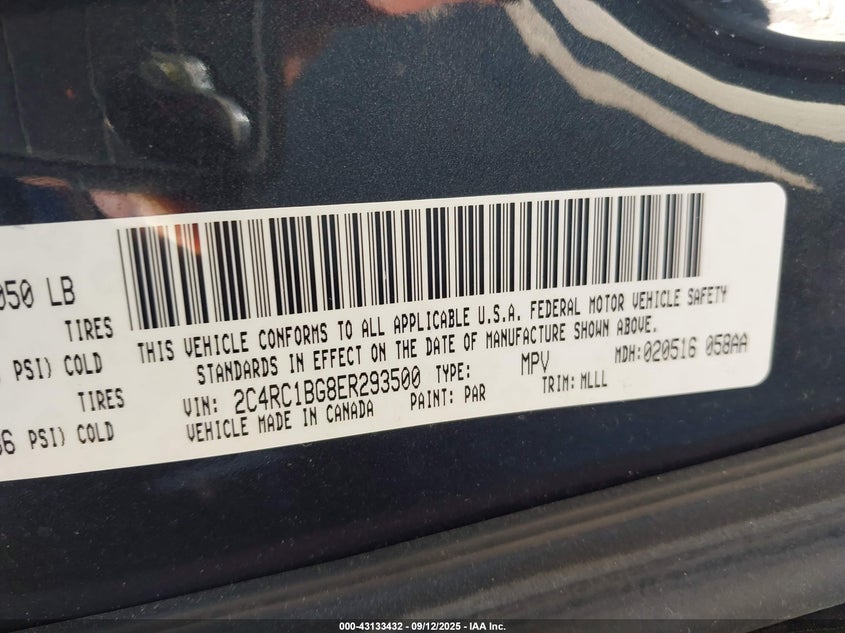 050 LB
TIRES
PSI) COLD
TIRES
36 PSI) COLD
THIS VEHICLE CONFORMS TO ALL APPLICABLE U.S.A. FEDERAL MOTOR VEHICLE SAFETY
STANDARDS IN EFFECT ON THE DATE OF MANUFACTURE SHOWN ABOVE.
VIN: 2C4RC1BG8ER293500 TYPE: MPV MDH:020516 058AA
VEHICLE MADE IN CANADA PAINT: PAR TRIM: MLLL
000-43133432 - 09/12/2025 - IAA Inc.